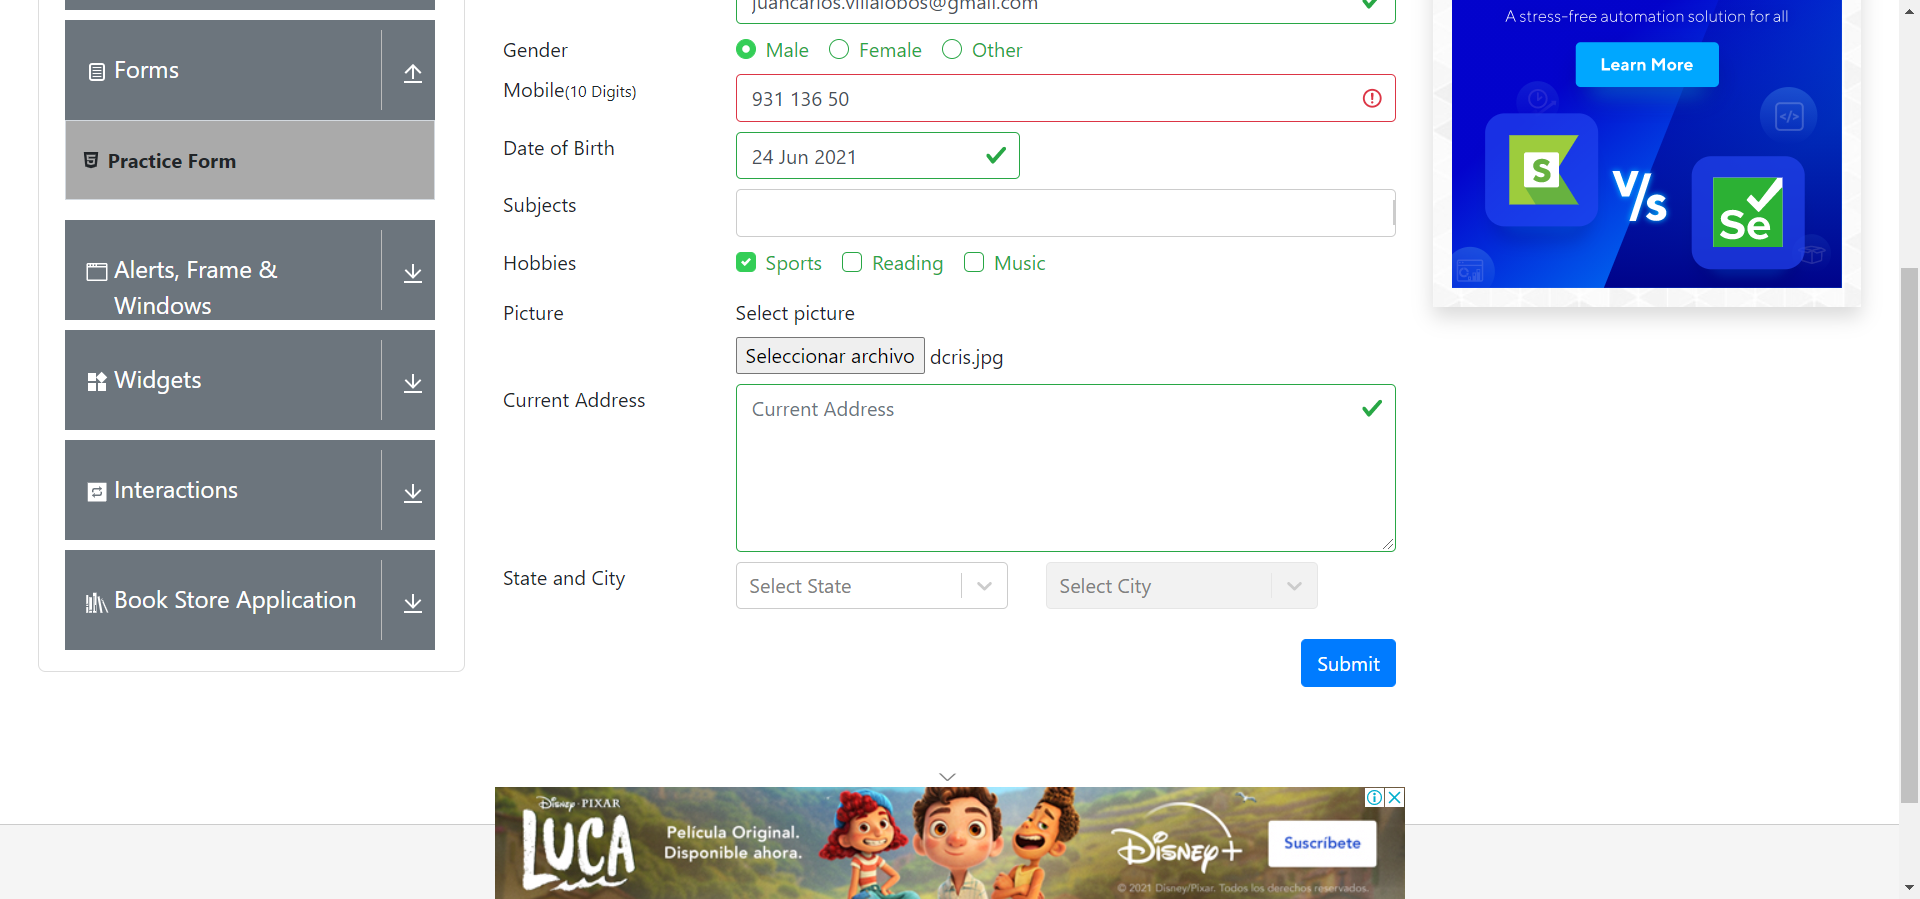 juancarlos.villalobos@gmail.com
Gender
Male
Female
Other
Mobile(10 Digits)
931 136 50
Date of Birth
24 Jun 2021
Subjects
Hobbies
Sports
Reading
Music
Picture
Select picture
Seleccionar archivo dcris.jpg
Current Address
Current Address
State and City
Select State
Select City
Submit
Forms
Practice Form
Alerts, Frame &
Windows
Widgets
Interactions
Book Store Application
A stress-free automation solution for all
Learn More
S
V/s
Se
Disney · PIXAR
LUCA
Película Original.
Disponible ahora.
Disney+
Suscríbete
© 2021 Disney/Pixar. Todos los derechos reservados.